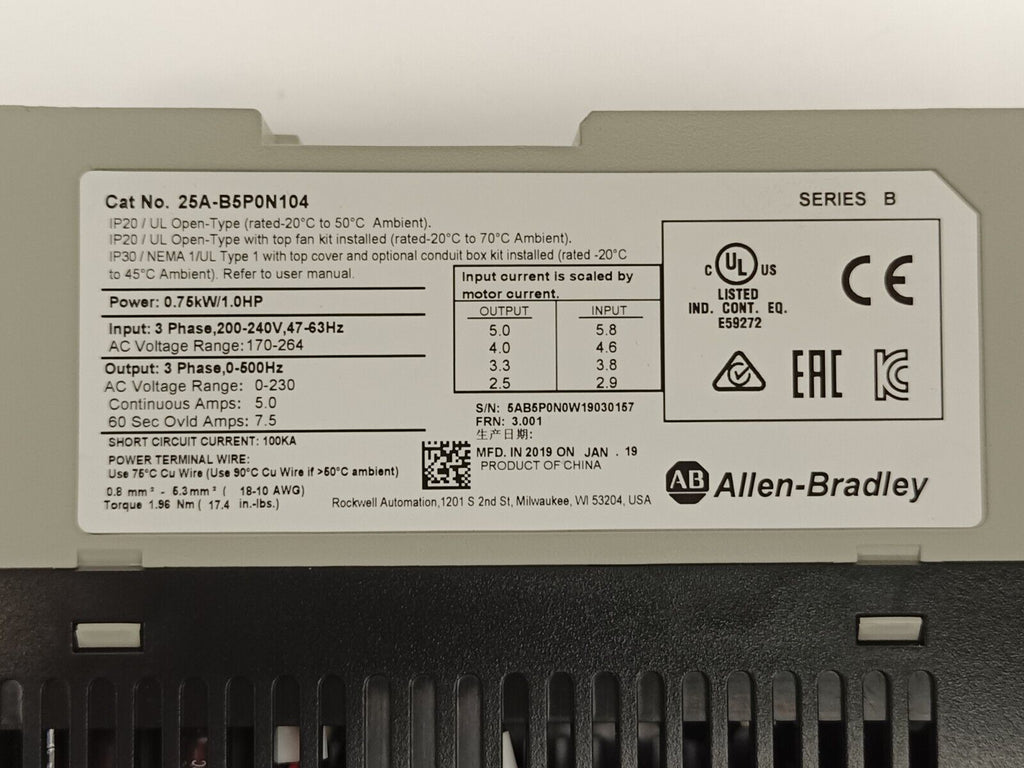 Cat No. 25A-B5P0N104
SERIES B
IP20 / UL Open-Type (rated-20°C to 50°C Ambient).
IP20 / UL Open-Type with top fan kit installed (rated-20°C to 70°C Ambient).
IP30 / NEMA 1/UL Type 1 with top cover and optional conduit box kit installed (rated -20°C
to 45°C Ambient). Refer to user manual.
Power: 0.75kW/1.0HP
Input: 3 Phase,200-240V,47-63Hz
AC Voltage Range:170-264
Output: 3 Phase,0-500Hz
AC Voltage Range: 0-230
Continuous Amps: 5.0
60 Sec Ovld Amps: 7.5
SHORT CIRCUIT CURRENT: 100KA
POWER TERMINAL WIRE:
Use 75°C Cu Wire (Use 90°C Cu Wire if >50°C ambient)
0.8 mm² - 5.3mm² ( 18-10 AWG)
Torque 1.96 Nm ( 17.4 in.-lbs.)
Input current is scaled by
motor current.
OUTPUT INPUT
5.0 5.8
4.0 4.6
3.3 3.8
2.5 2.9
S/N: 5AB5P0N0W19030157
FRN: 3.001
生产日期:
MFD. IN 2019 ON JAN . 19
PRODUCT OF CHINA
Rockwell Automation,1201 S 2nd St, Milwaukee, WI 53204, USA
C UL US
LISTED
IND. CONT. EQ.
E59272
CE
EAC
KC
AB Allen-Bradley